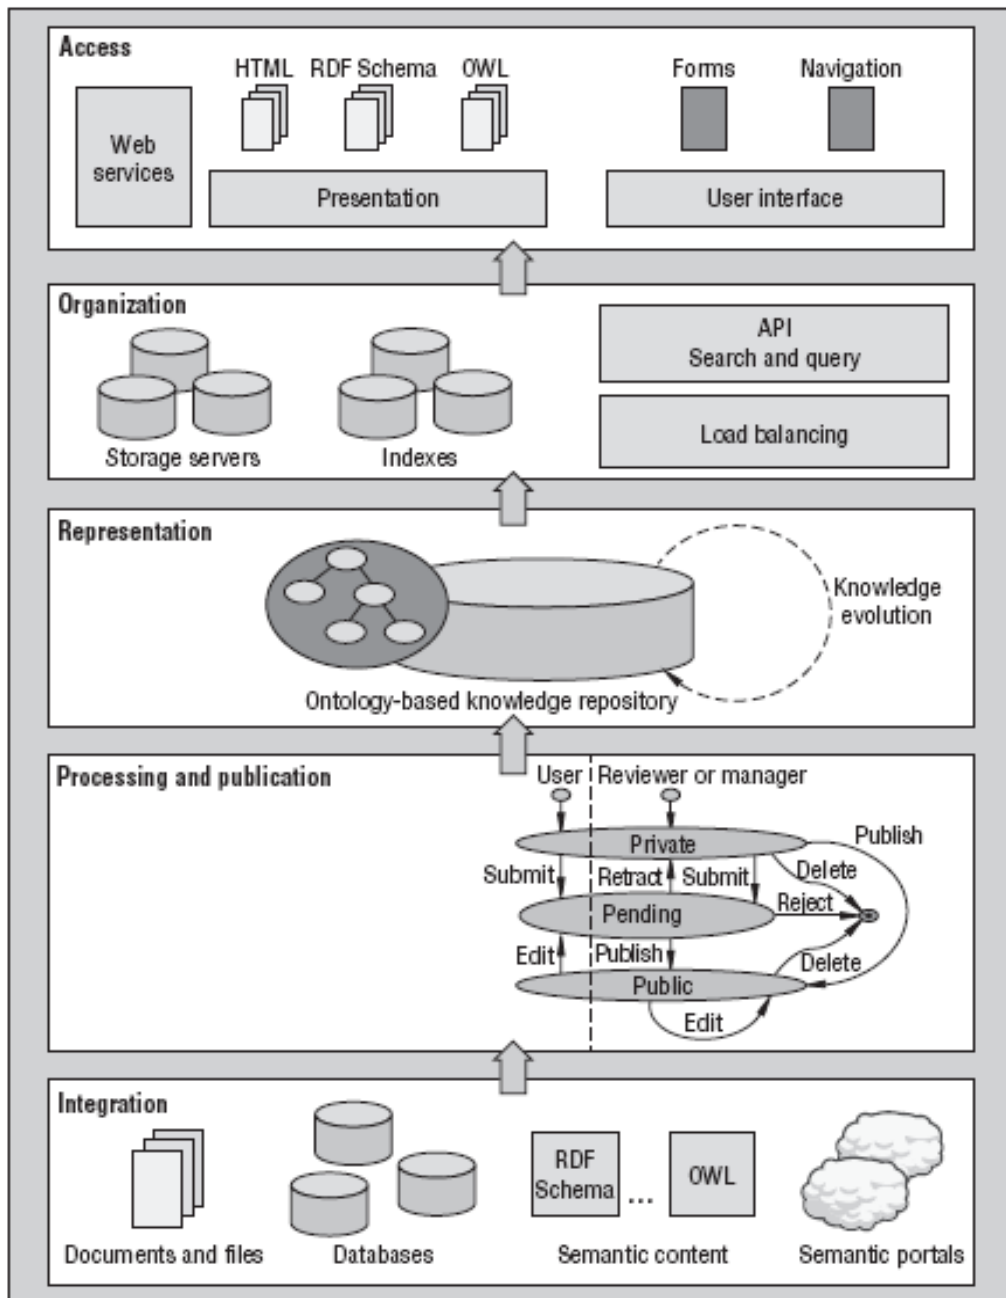 Access
HTML
RDF Schema
OWL
Forms
Navigation
Web
services
Presentation
User interface
Organization
API
Search and query
Load balancing
Storage servers
Indexes
Representation
Knowledge
evolution
Ontology-based knowledge repository
Processing and publication
User
Reviewer or manager
Private
Publish
Submit
Retract
Submit
Delete
Pending
Reject
Edit
Publish
Delete
Public
Edit
Integration
RDF
Schema
...
OWL
Documents and files
Databases
Semantic content
Semantic portals